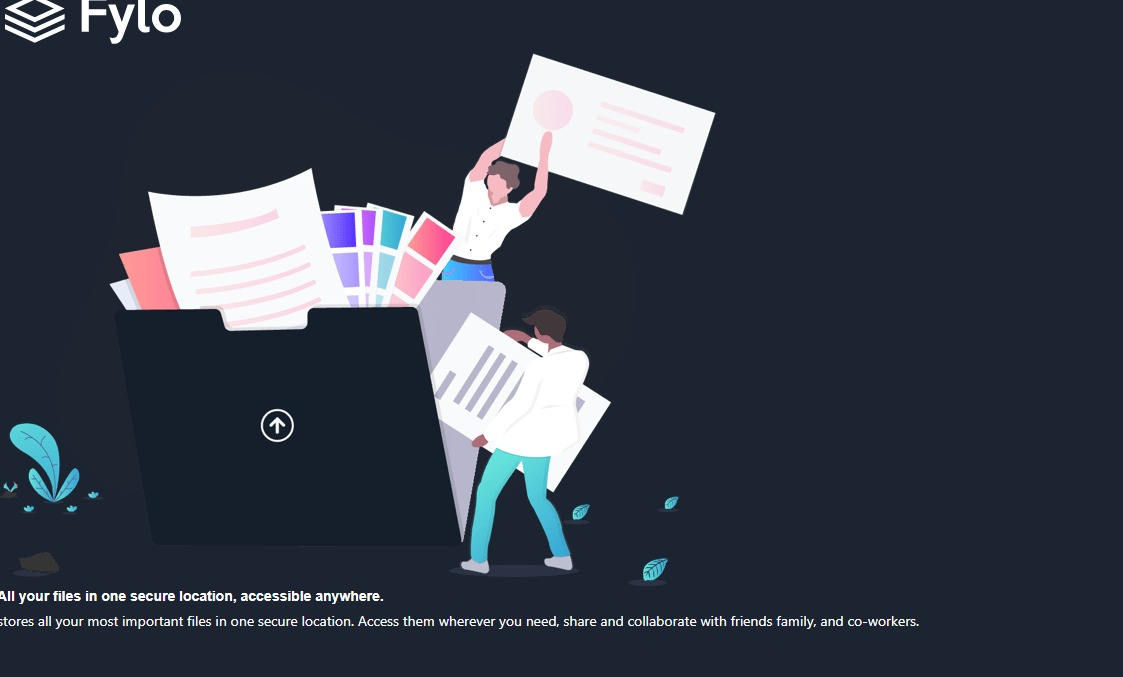 Fylo
All your files in one secure location, accessible anywhere.
stores all your most important files in one secure location. Access them wherever you need, share and collaborate with friends family, and co-workers.